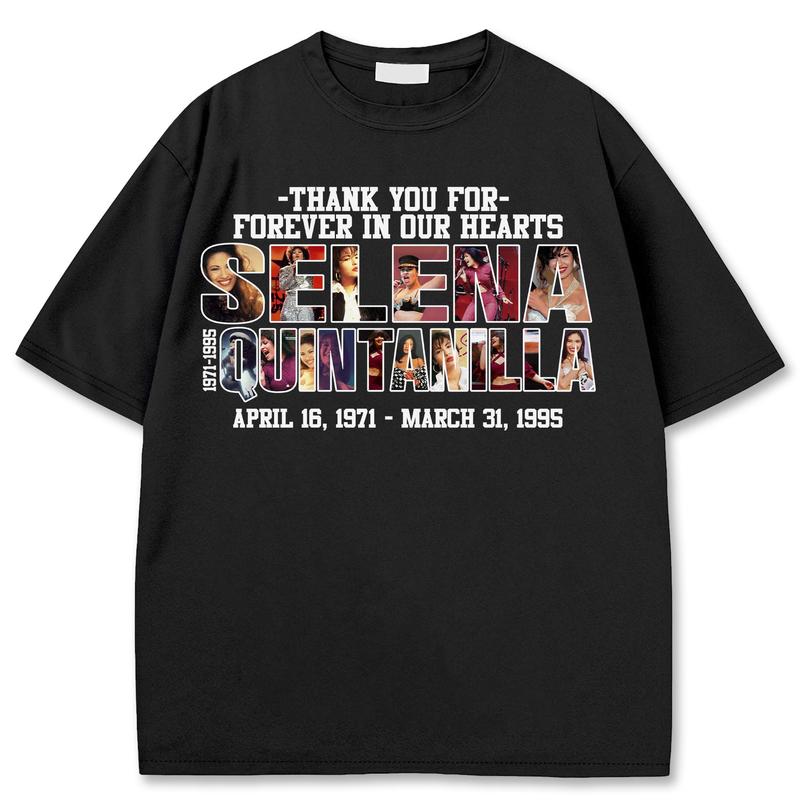 -THANK YOU FOR-
FOREVER IN OUR HEARTS
SELENA
1971-1995
QUINTANILLA
APRIL 16, 1971 - MARCH 31, 1995